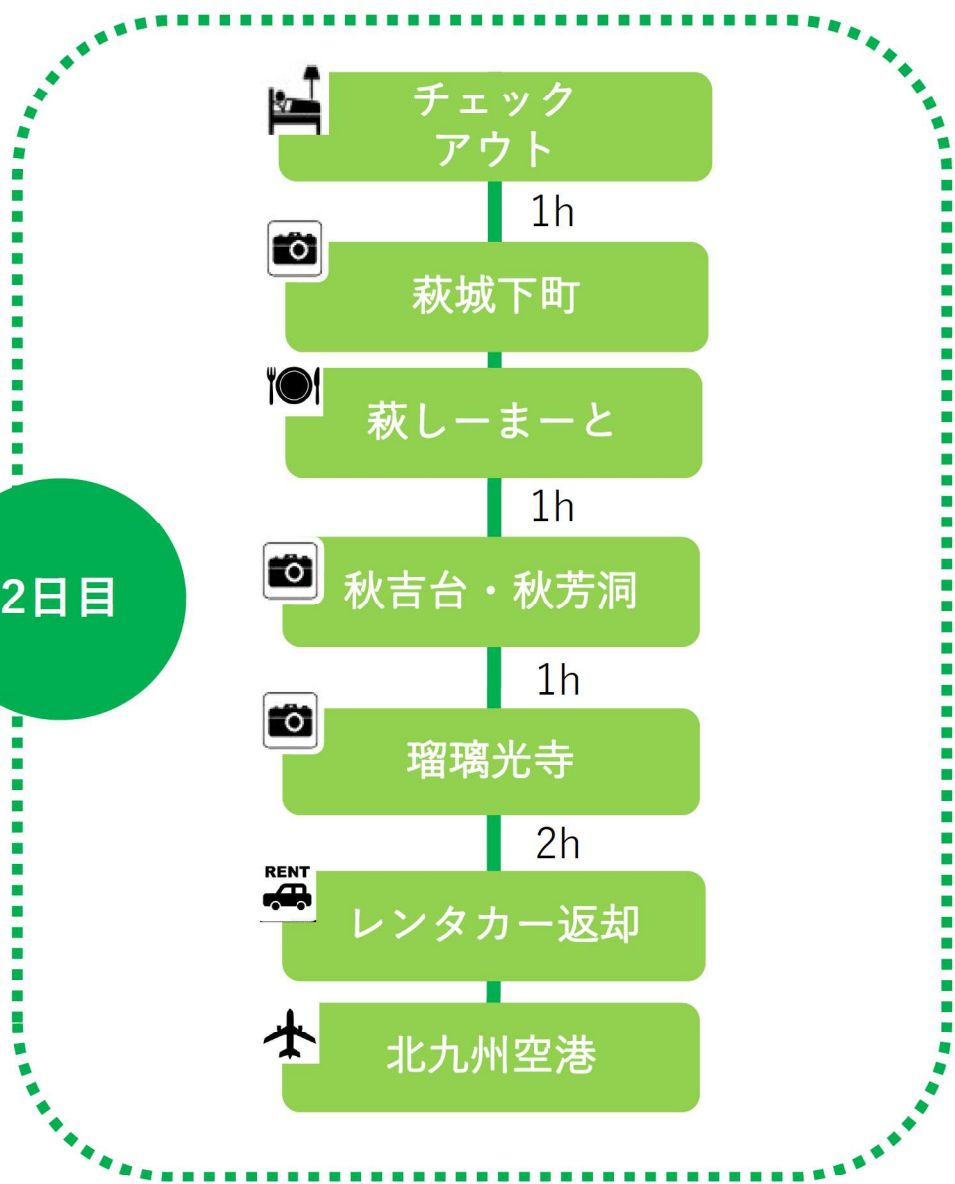 チェック
アウト
1h
萩城下町
萩しーまーと
1h
2日目
秋吉台・秋芳洞
1h
瑠璃光寺
2h
RENT
レンタカー返却
北九州空港